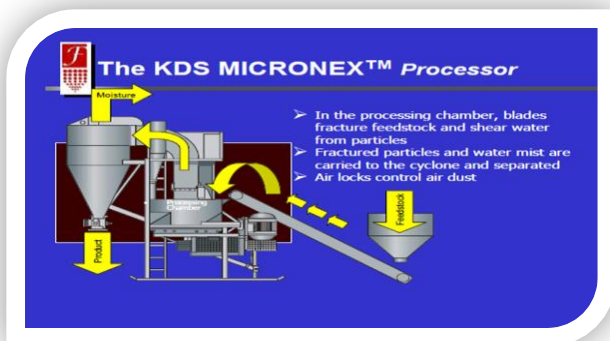 The KDS MICRONEX™ Processor
Moisture
➢ In the processing chamber, blades
fracture feedstock and shear water
from particles
➢ Fractured particles and water mist are
carried to the cyclone and separated
➢ Air locks control air dust
Processing
Chamber
Feedstock
Product